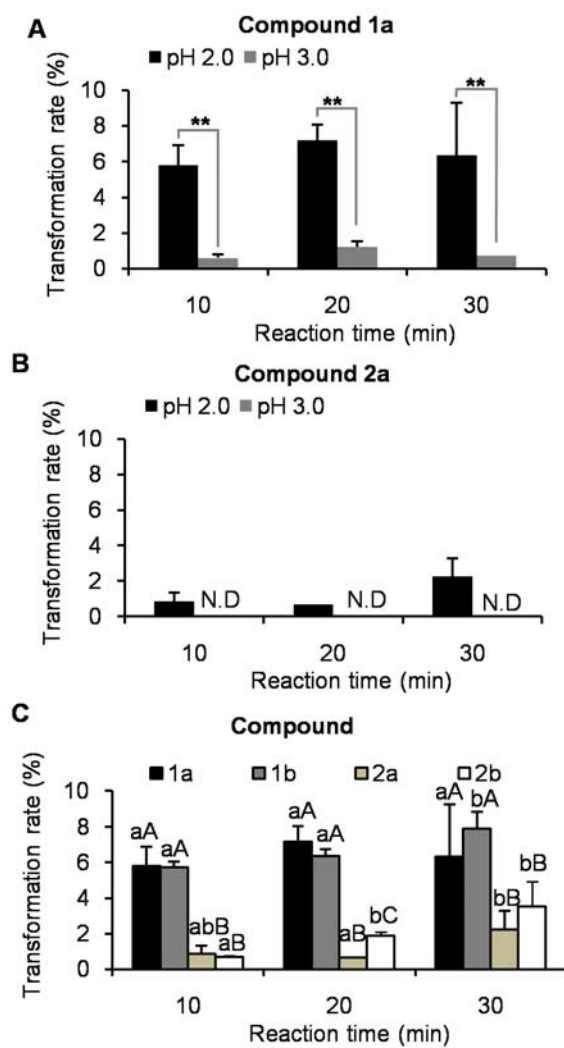 A
Compound 1a
pH 2.0 pH 3.0
Transformation rate (%)
10
8
6
4
2
0
** ** **
10 20 30
Reaction time (min)
B
Compound 2a
pH 2.0 pH 3.0
Transformation rate (%)
10
8
6
4
2
0
N.D N.D N.D
10 20 30
Reaction time (min)
C
Compound
1a 1b 2a 2b
Transformation rate (%)
10
8
6
4
2
0
aA aA abB aB aA aA aB bC aA bA bB bB
10 20 30
Reaction time (min)